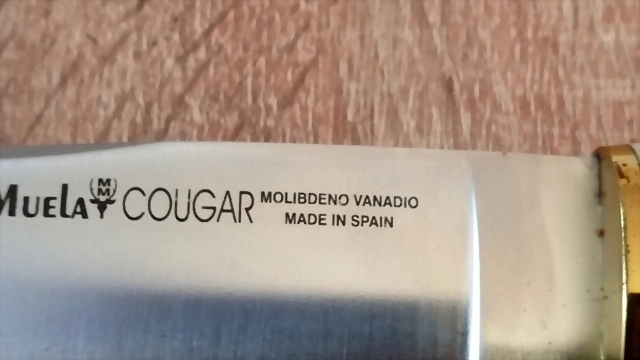 Muela MM COUGAR MOLIBDENO VANADIO
MADE IN SPAIN